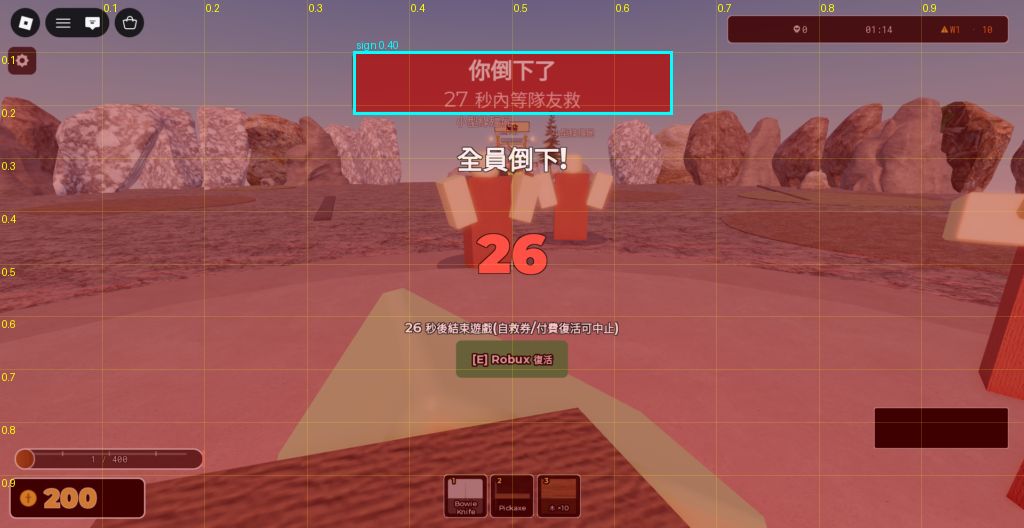 0
01:14
W1 · 10
你倒下了
27 秒內等隊友救
全員倒下!
26
26 秒後結束遊戲(自救券/付費復活可中止)
[E] Robux 復活
1 / 400
200
1
Bowie Knife
2
Pickaxe
3
×10